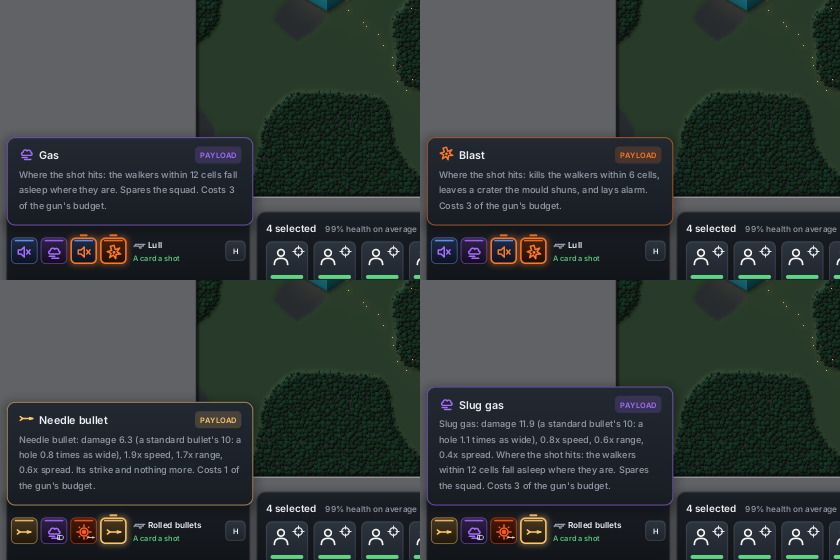 Gas
PAYLOAD
Where the shot hits: the walkers within 12 cells fall
asleep where they are. Spares the squad. Costs 3
of the gun's budget.
Lull
A card a shot
H
4 selected 99% health on average
Blast
PAYLOAD
Where the shot hits: kills the walkers within 6 cells,
leaves a crater the mould shuns, and lays alarm.
Costs 3 of the gun's budget.
Lull
A card a shot
H
4 selected 99% health on average
Needle bullet
PAYLOAD
Needle bullet: damage 6.3 (a standard bullet's 10: a
hole 0.8 times as wide), 1.9x speed, 1.7x range,
0.6x spread. Its strike and nothing more. Costs 1 of
the gun's budget.
Rolled bullets
A card a shot
H
4 selected 99% health on average
Slug gas
PAYLOAD
Slug gas: damage 11.9 (a standard bullet's 10: a
hole 1.1 times as wide), 0.8x speed, 0.6x range,
0.4x spread. Where the shot hits: the walkers
within 12 cells fall asleep where they are. Spares
the squad. Costs 3 of the gun's budget.
Rolled bullets
A card a shot
H
4 selected 99% health on average